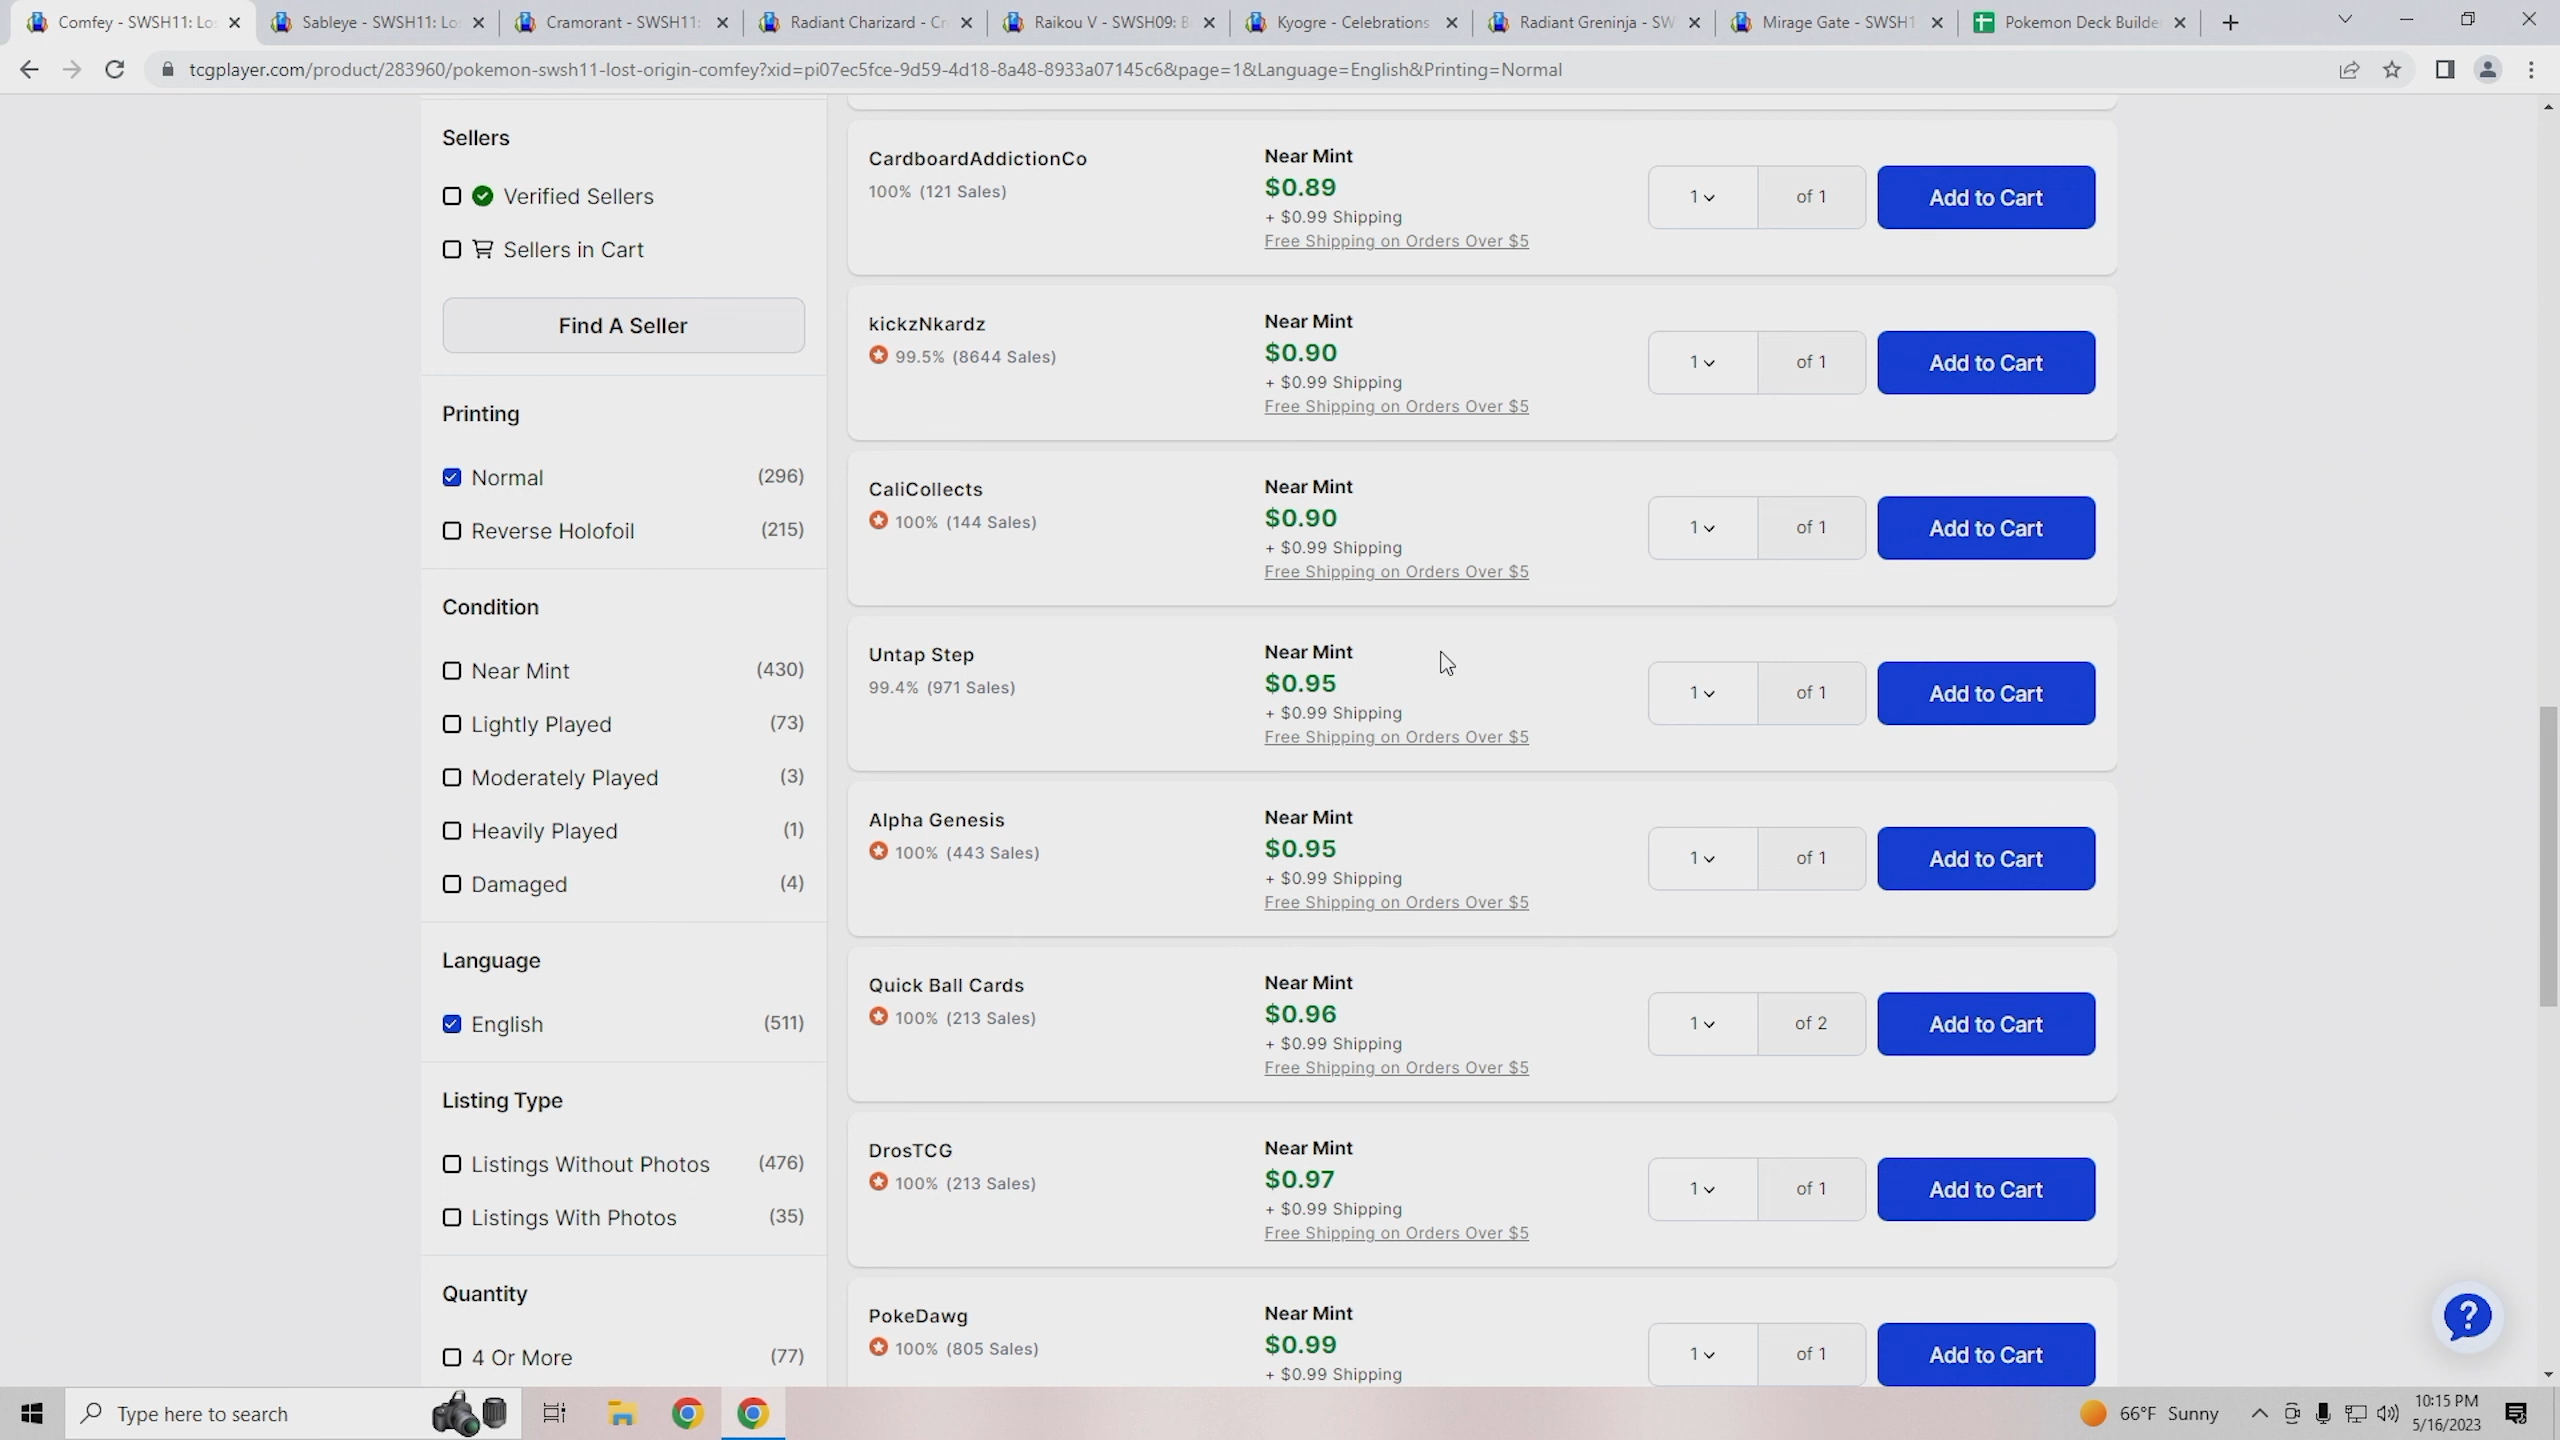 Comfey - SWSH11: Lo
Sableye - SWSH11: Lo
Cramorant - SWSH11:
Radiant Charizard - Cr
Raikou V - SWSH09: B
Kyogre - Celebrations
Radiant Greninja - SW
Mirage Gate - SWSH1
Pokemon Deck Builde
tcgplayer.com/product/283960/pokemon-swsh11-lost-origin-comfey?xid=pi07ec5fce-9d59-4d18-8a48-8933a07145c6&page=1&Language=English&Printing=Normal
Sellers
Verified Sellers
Sellers in Cart
Find A Seller
Printing
Normal (296)
Reverse Holofoil (215)
Condition
Near Mint (430)
Lightly Played (73)
Moderately Played (3)
Heavily Played (1)
Damaged (4)
Language
English (511)
Listing Type
Listings Without Photos (476)
Listings With Photos (35)
Quantity
4 Or More (77)
CardboardAddictionCo
100% (121 Sales)
Near Mint
$0.89
+ $0.99 Shipping
Free Shipping on Orders Over $5
1 of 1 Add to Cart
kickzNkardz
99.5% (8644 Sales)
Near Mint
$0.90
+ $0.99 Shipping
Free Shipping on Orders Over $5
1 of 1 Add to Cart
CaliCollects
100% (144 Sales)
Near Mint
$0.90
+ $0.99 Shipping
Free Shipping on Orders Over $5
1 of 1 Add to Cart
Untap Step
99.4% (971 Sales)
Near Mint
$0.95
+ $0.99 Shipping
Free Shipping on Orders Over $5
1 of 1 Add to Cart
Alpha Genesis
100% (443 Sales)
Near Mint
$0.95
+ $0.99 Shipping
Free Shipping on Orders Over $5
1 of 1 Add to Cart
Quick Ball Cards
100% (213 Sales)
Near Mint
$0.96
+ $0.99 Shipping
Free Shipping on Orders Over $5
1 of 2 Add to Cart
DrosTCG
100% (213 Sales)
Near Mint
$0.97
+ $0.99 Shipping
Free Shipping on Orders Over $5
1 of 1 Add to Cart
PokeDawg
100% (805 Sales)
Near Mint
$0.99
+ $0.99 Shipping
1 of 1 Add to Cart
?
Type here to search
66°F Sunny
10:15 PM
5/16/2023